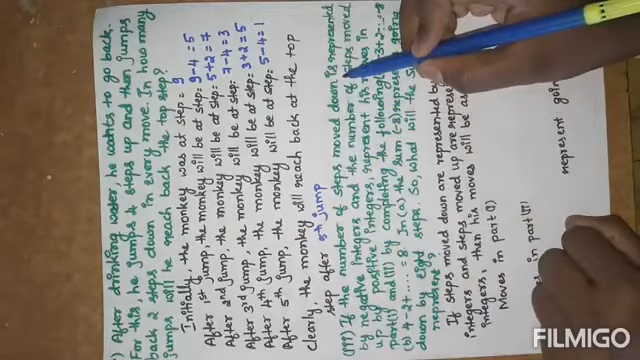 After drinking water, he wants to go back.
For this, he jumps 4 steps up and then jumps
back 2 steps down in every move. In how many
jumps will he reach back the top step?
Initially, the monkey was at step = 9
After 1st jump, the monkey will be at step: 9-4 = 5
After 2nd jump, the monkey will be at step: 5+2 = 7
After 3rd jump, the monkey will be at step: 7-4 = 3
After 4th jump, the monkey will be at step: 3+2 = 5
After 5th jump, the monkey will be at step: 5-4 = 1
clearly, the monkey will reach back at the top
step after 5th jump
(III) If the number of steps moved down is represented
by negative integers and the number of steps moved
up by positive integers, represent his moves in
part(I) and (II) by completing the following; -3+2-...=-8
(b) 4-2+...=8. In (a) the sum (-8) represent going
down by eight steps. So, what will the
represent?
If steps moved down are represented by
integers and steps moved up are
integers, then his moves will be as
Moves in part (I)
in part (II)
represent
FILMIGO